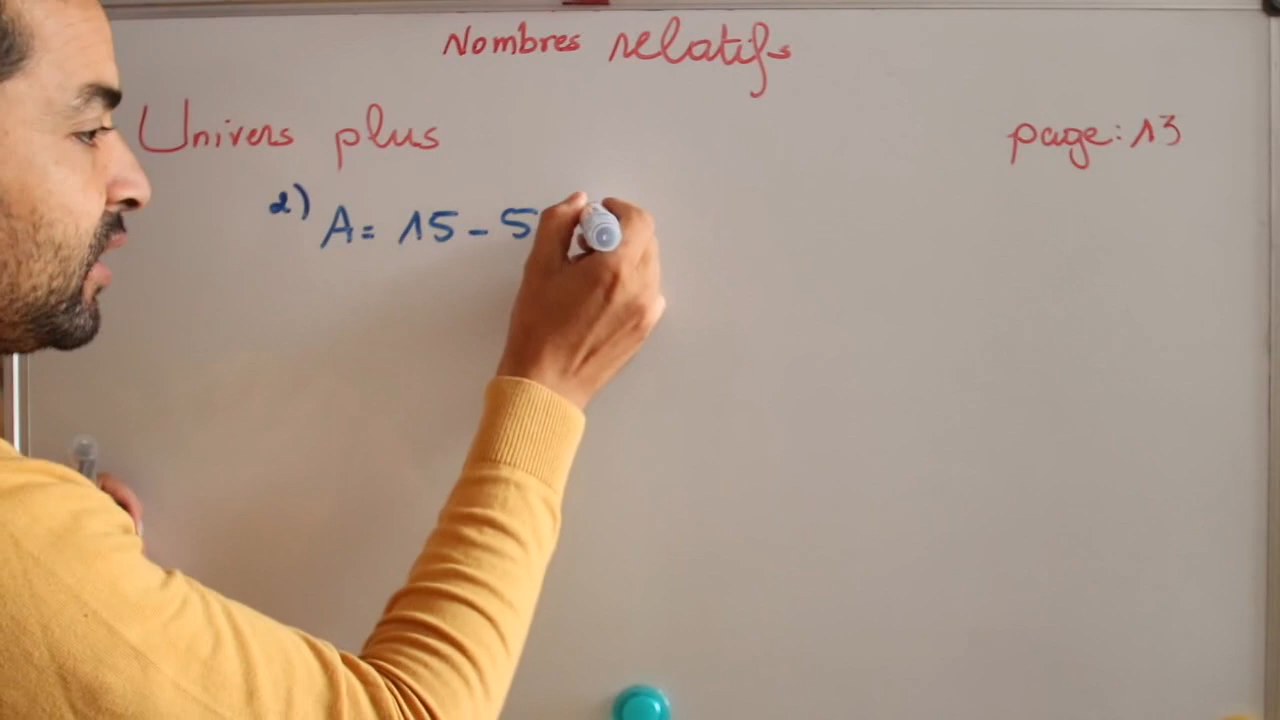 Nombres relatifs
Univers plus
page: 13
2) A = 15 - 5